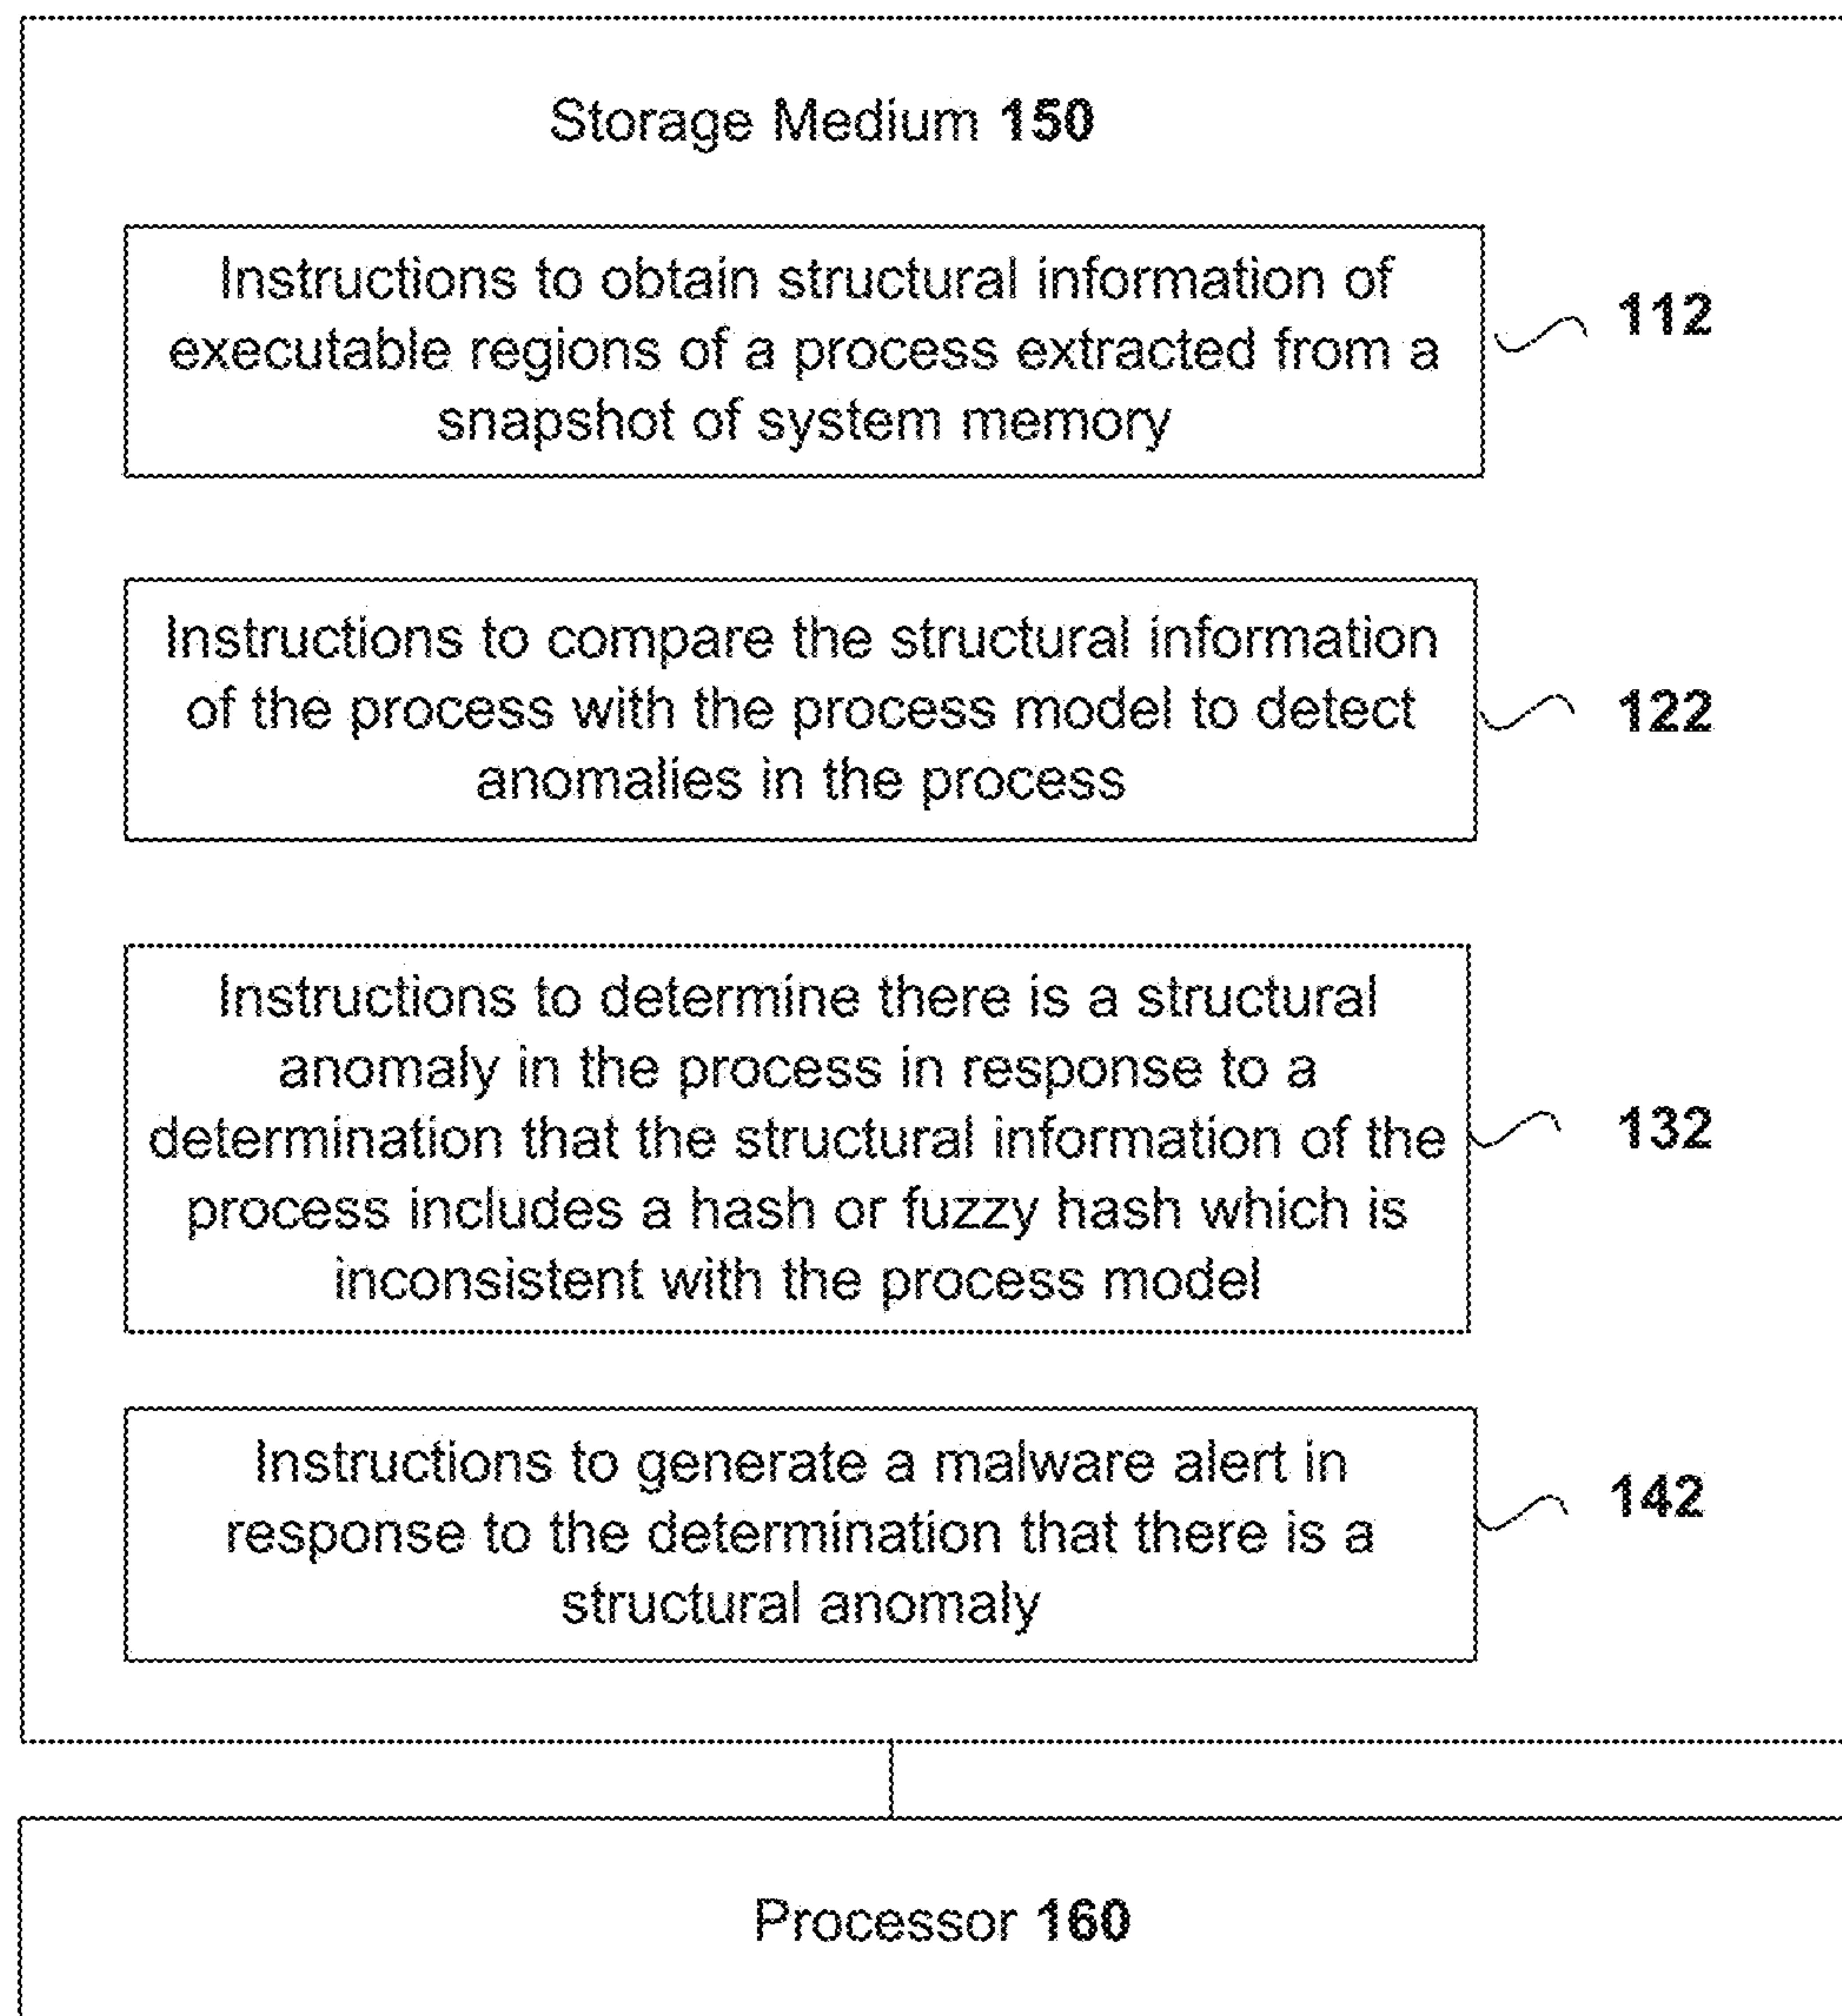 Storage Medium 150
Instructions to obtain structural information of
executable regions of a process extracted from a
snapshot of system memory
112
Instructions to compare the structural information
of the process with the process model to detect
anomalies in the process
122
Instructions to determine there is a structural
anomaly in the process in response to a
determination that the structural information of the
process includes a hash or fuzzy hash which is
inconsistent with the process model
132
Instructions to generate a malware alert in
response to the determination that there is a
structural anomaly
142
Processor 160